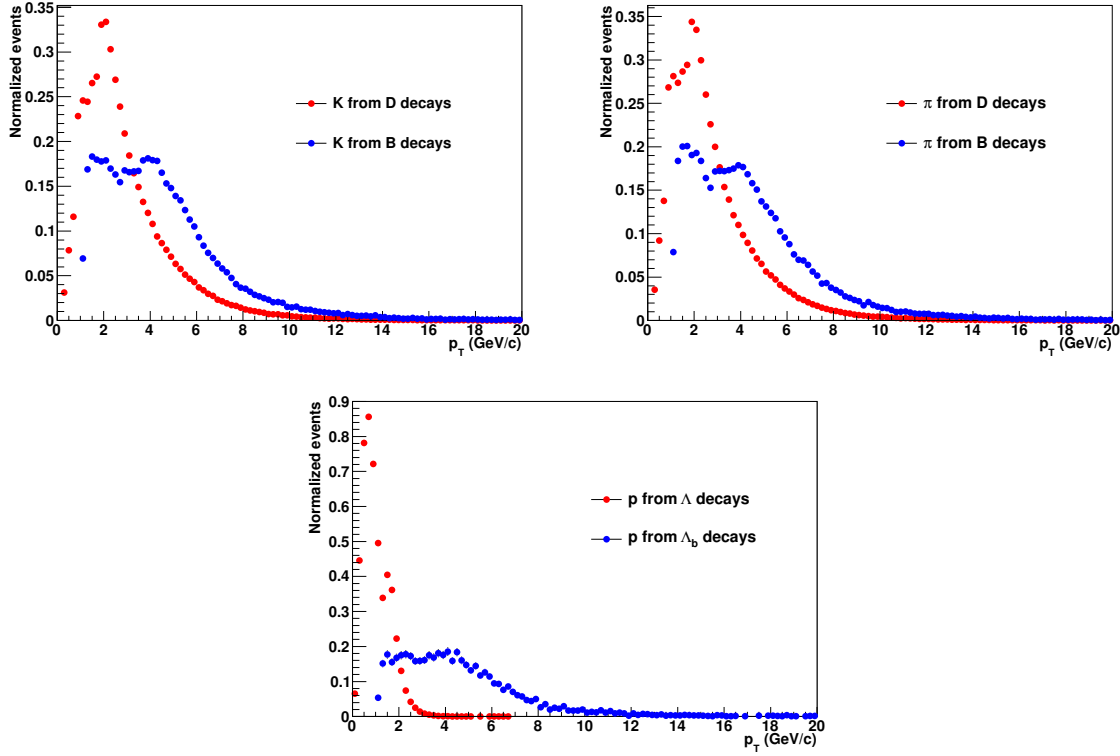 Normalized events
0.35
0.3
0.25
0.2
0.15
0.1
0.05
0
K from D decays
K from B decays
0 2 4 6 8 10 12 14 16 18 20
p_T (GeV/c)
Normalized events
0.35
0.3
0.25
0.2
0.15
0.1
0.05
0
π from D decays
π from B decays
0 2 4 6 8 10 12 14 16 18 20
p_T (GeV/c)
Normalized events
0.9
0.8
0.7
0.6
0.5
0.4
0.3
0.2
0.1
0
p from Λ decays
p from Λ_b decays
0 2 4 6 8 10 12 14 16 18 20
p_T (GeV/c)